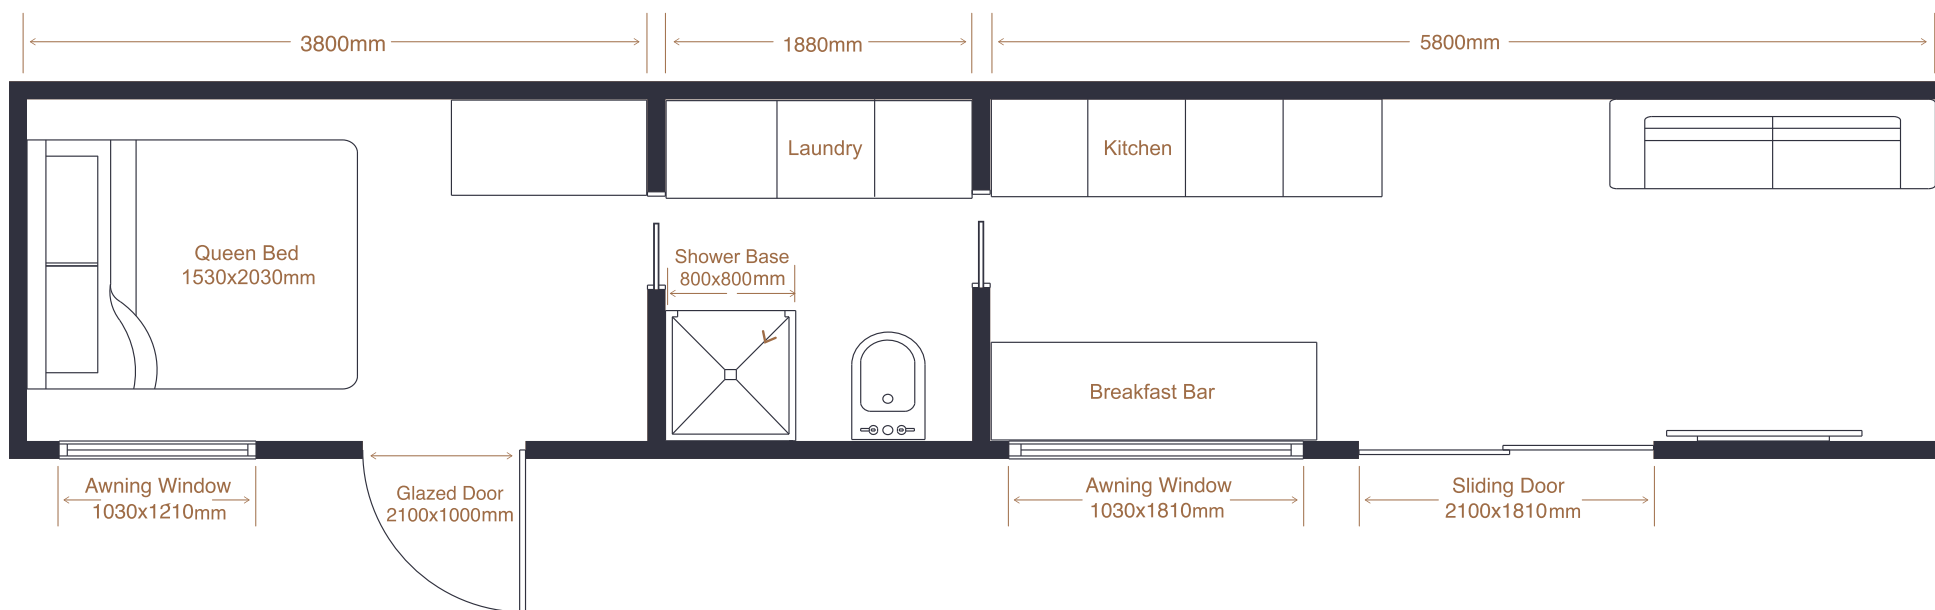 3800mm
1880mm
5800mm
Laundry
Kitchen
Queen Bed
1530x2030mm
Shower Base
800x800mm
Breakfast Bar
Awning Window
1030x1210mm
Glazed Door
2100x1000mm
Awning Window
1030x1810mm
Sliding Door
2100x1810mm